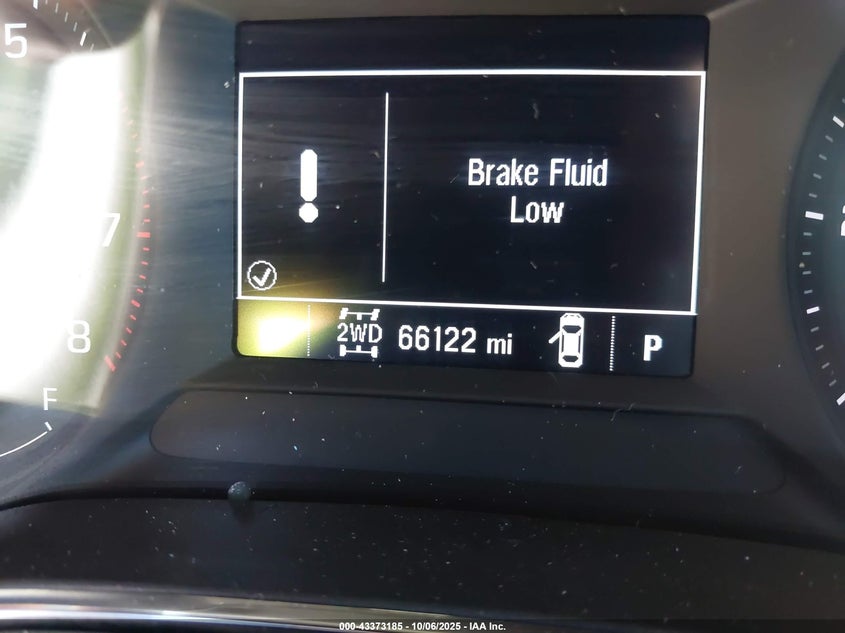 5
Brake Fluid
Low
7
8
2WD 66122 mi P
F
000-43373185 - 10/06/2025 - IAA Inc.